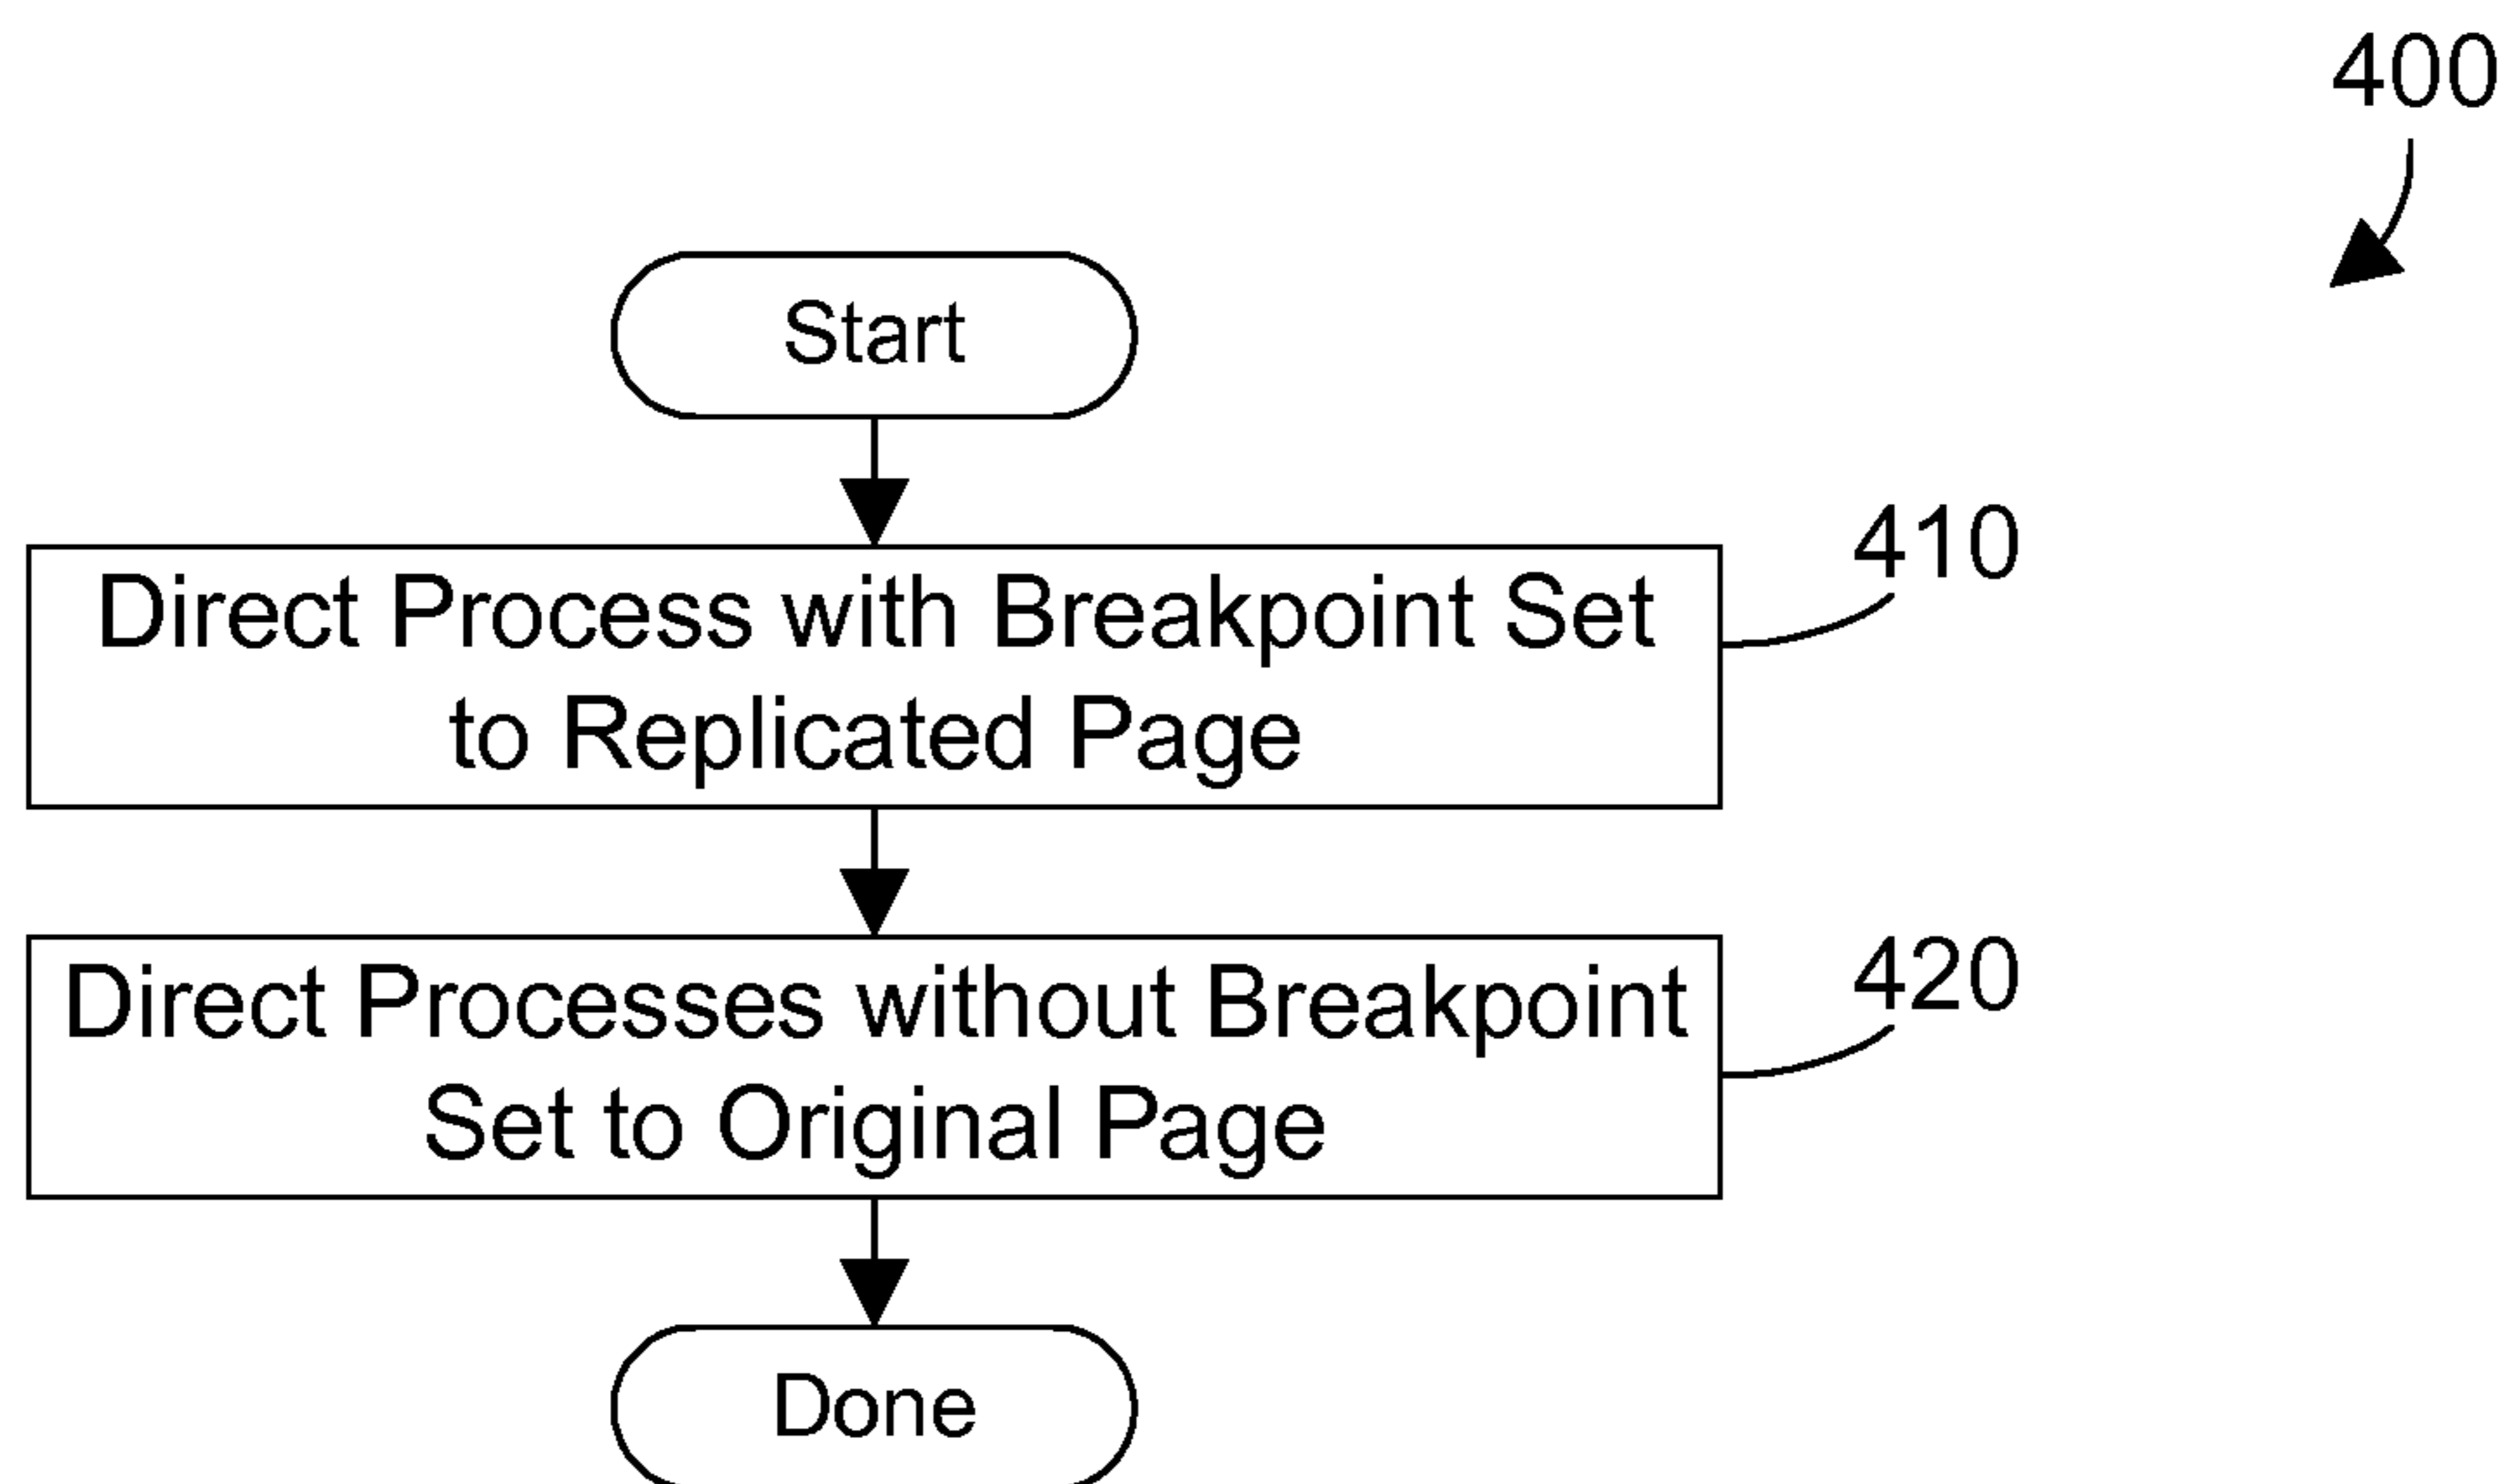 400
Start
410
Direct Process with Breakpoint Set
to Replicated Page
420
Direct Processes without Breakpoint
Set to Original Page
Done